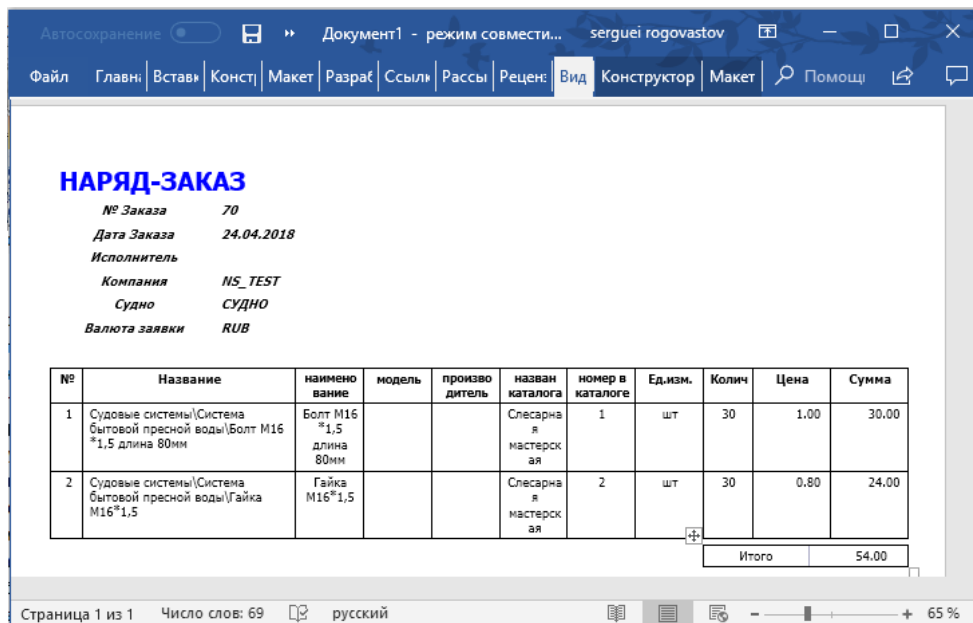 Автосохранение Документ1 - режим совмести... serguei rogovastov
Файл Главн Встав Конст Макет Разраб Ссылк Рассы Рецен Вид Конструктор Макет Помощ
НАРЯД-ЗАКАЗ
№ Заказа 70
Дата Заказа 24.04.2018
Исполнитель
Компания NS_TEST
Судно СУДНО
Валюта заявки RUB
№ Название наимено модель произво назван номер в Ед.изм. Колич Цена Сумма
вание дитель каталога каталоге
1 Судовые системы\Система Болт М16 Слесарна 1 шт 30 1.00 30.00
бытовой пресной воды\Болт М16 *1,5 я
*1,5 длина 80мм длина мастерск
80мм ая
2 Судовые системы\Система Гайка Слесарна 2 шт 30 0.80 24.00
бытовой пресной воды\Гайка М16*1,5 я
М16*1,5 мастерск
ая
Итого 54.00
Страница 1 из 1 Число слов: 69 русский 65 %